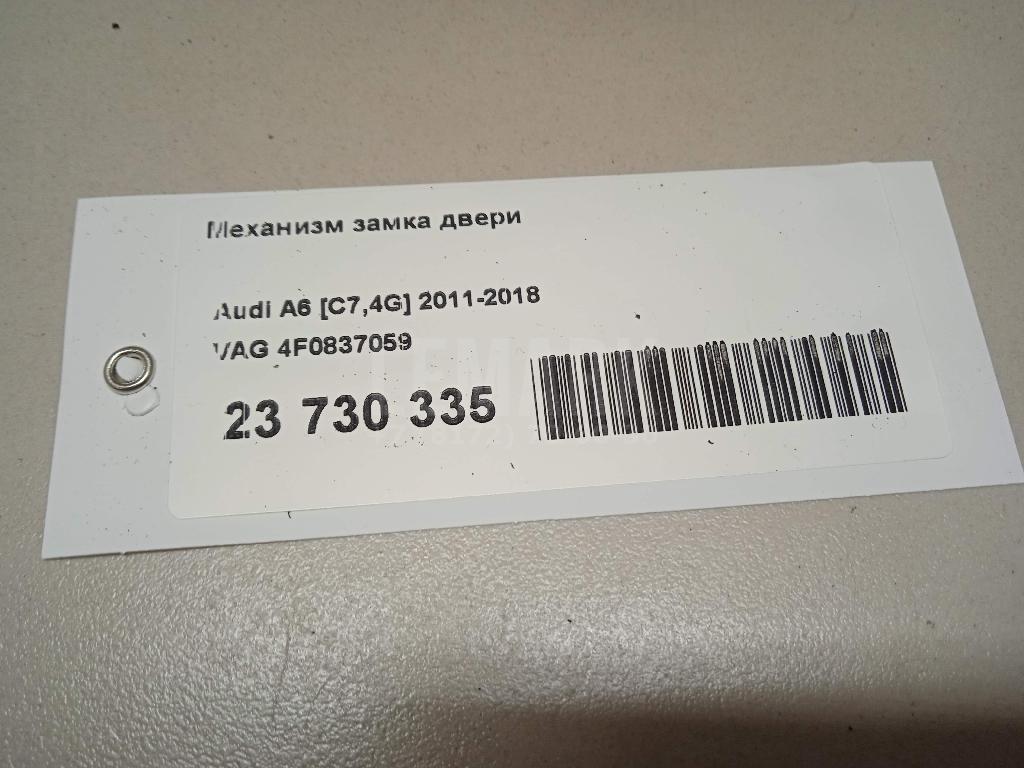 Механизм замка двери
Audi A6 [C7,4G] 2011-2018
VAG 4F0837059
23 730 335